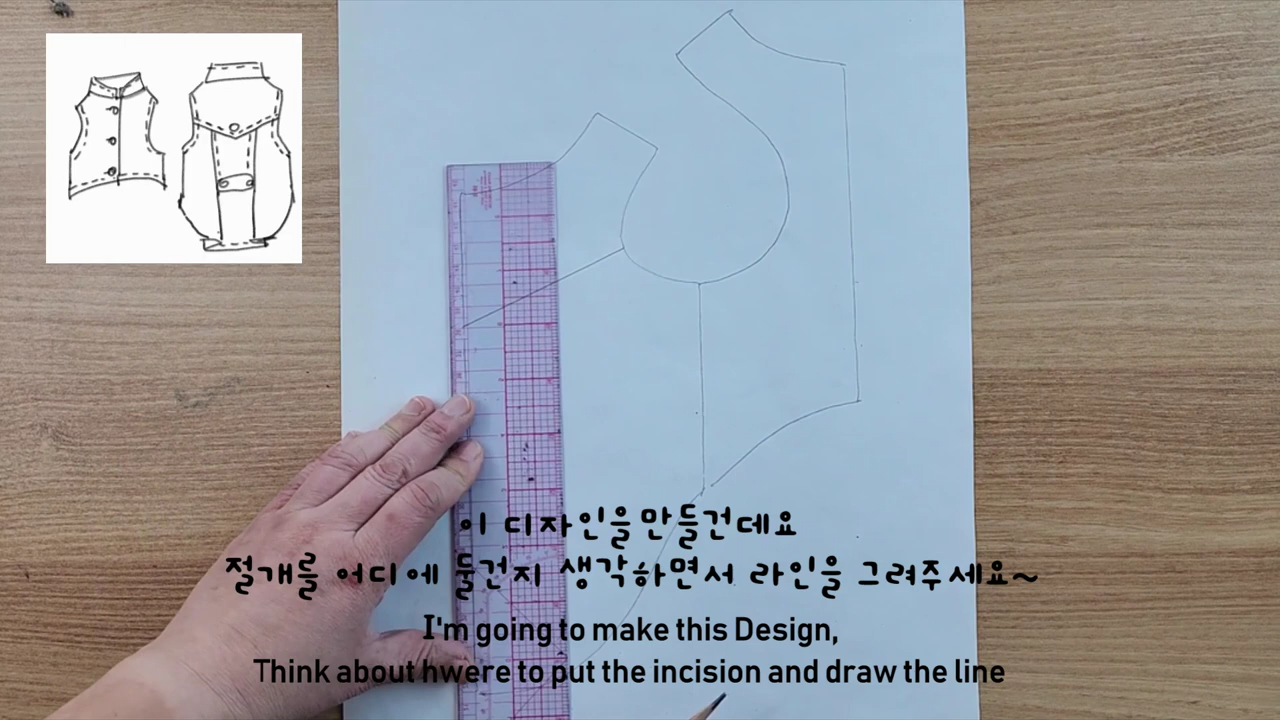 이 디자인을 만들건데요
절개를 어디에 둘건지 생각하면서 라인을 그려주세요~
I'm going to make this Design,
Think about hwere to put the incision and draw the line